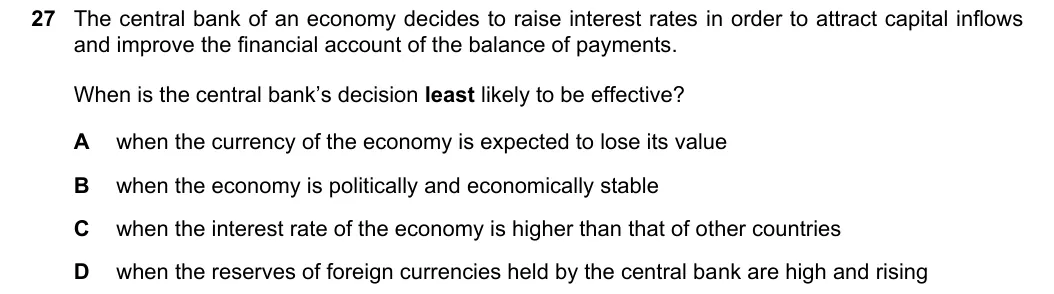 27 The central bank of an economy decides to raise interest rates in order to attract capital inflows
and improve the financial account of the balance of payments.
When is the central bank’s decision least likely to be effective?
A when the currency of the economy is expected to lose its value
B when the economy is politically and economically stable
C when the interest rate of the economy is higher than that of other countries
D when the reserves of foreign currencies held by the central bank are high and rising